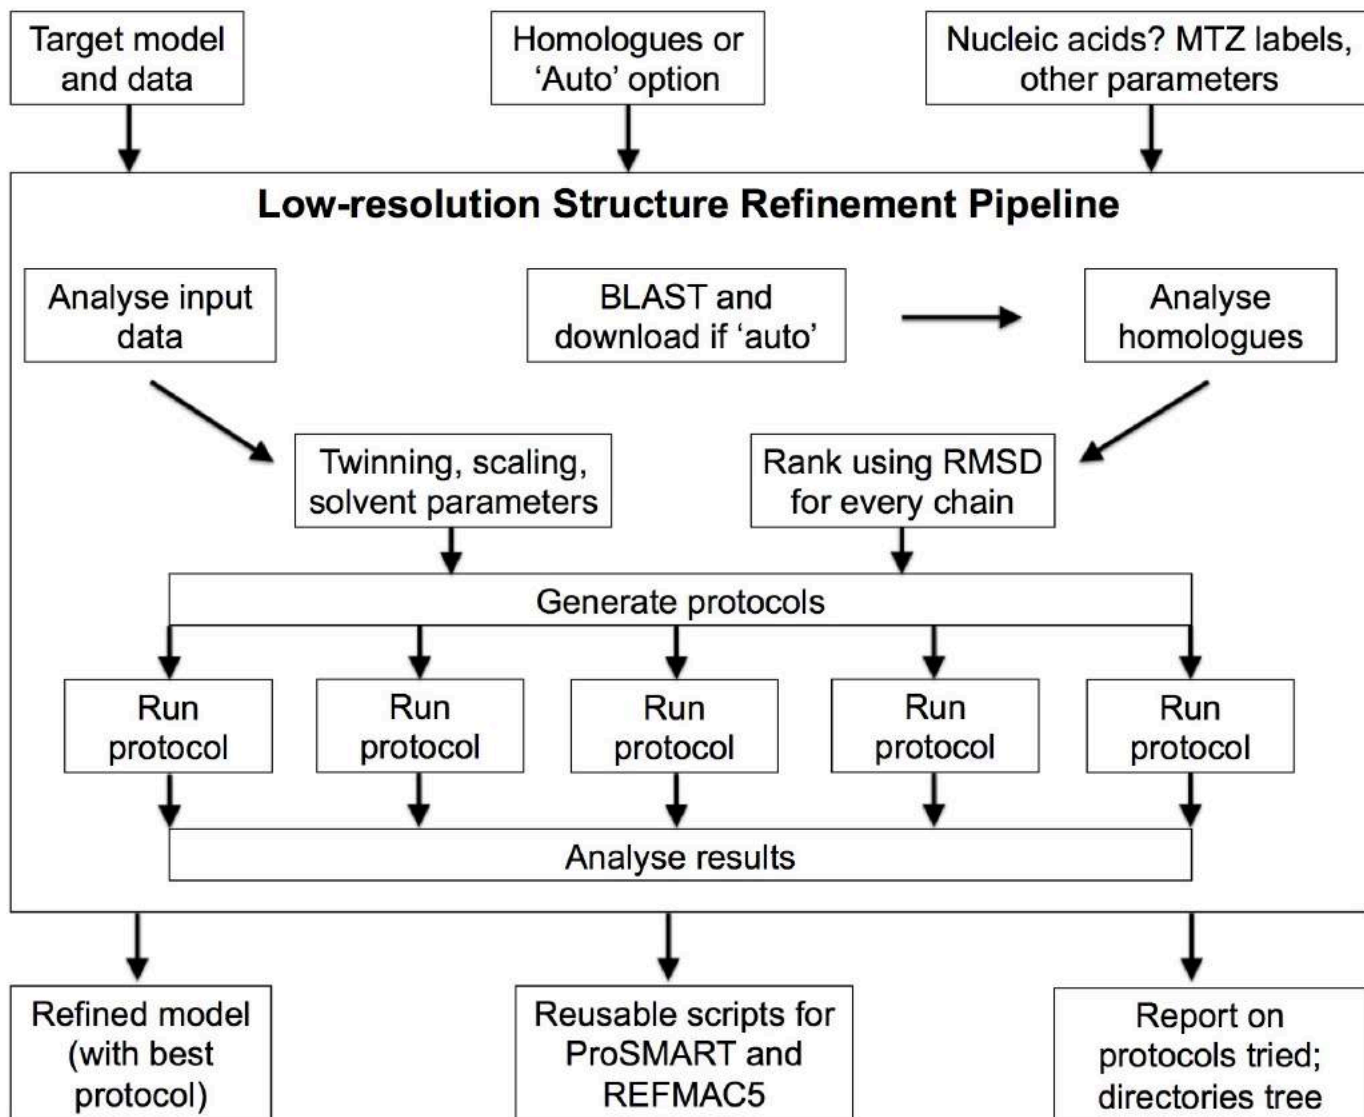 Target model
and data
Homologues or
‘Auto’ option
Nucleic acids? MTZ labels,
other parameters
Low-resolution Structure Refinement Pipeline
Analyse input
data
BLAST and
download if ‘auto’
Analyse
homologues
Twinning, scaling,
solvent parameters
Rank using RMSD
for every chain
Generate protocols
Run
protocol
Run
protocol
Run
protocol
Run
protocol
Run
protocol
Analyse results
Refined model
(with best
protocol)
Reusable scripts for
ProSMART and
REFMAC5
Report on
protocols tried;
directories tree